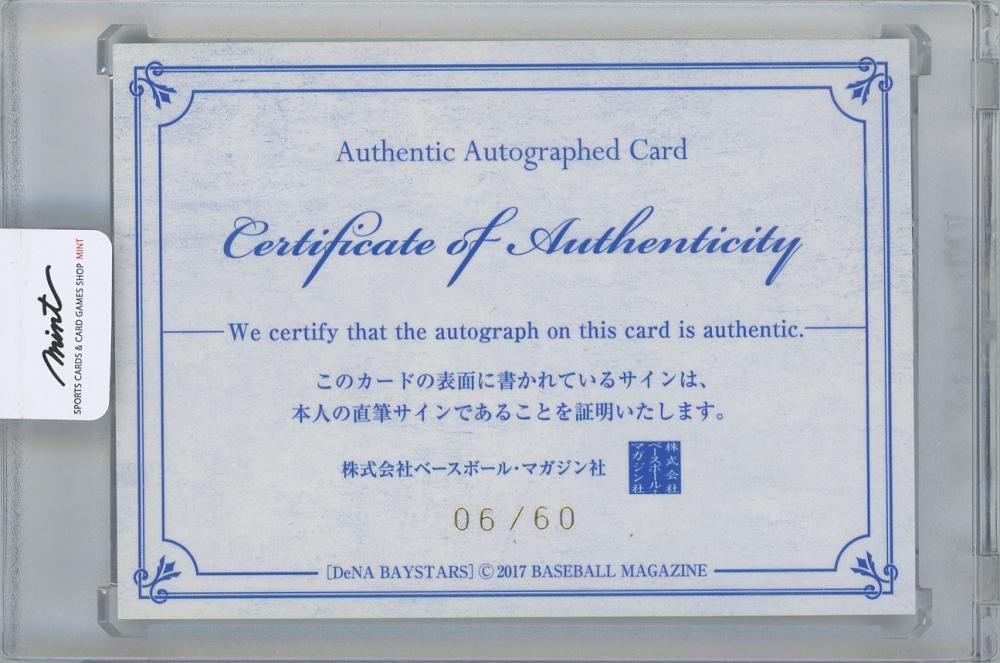 Authentic Autographed Card
Certificate of Authenticity
We certify that the autograph on this card is authentic.
このカードの表面に書かれているサインは、
本人の直筆サインであることを証明いたします。
株式会社ベースボール・マガジン社
株式会社
ベースボール・
マガジン社
06/60
[DeNA BAYSTARS] © 2017 BASEBALL MAGAZINE
mint
SPORTS CARDS & CARD GAMES SHOP MINT